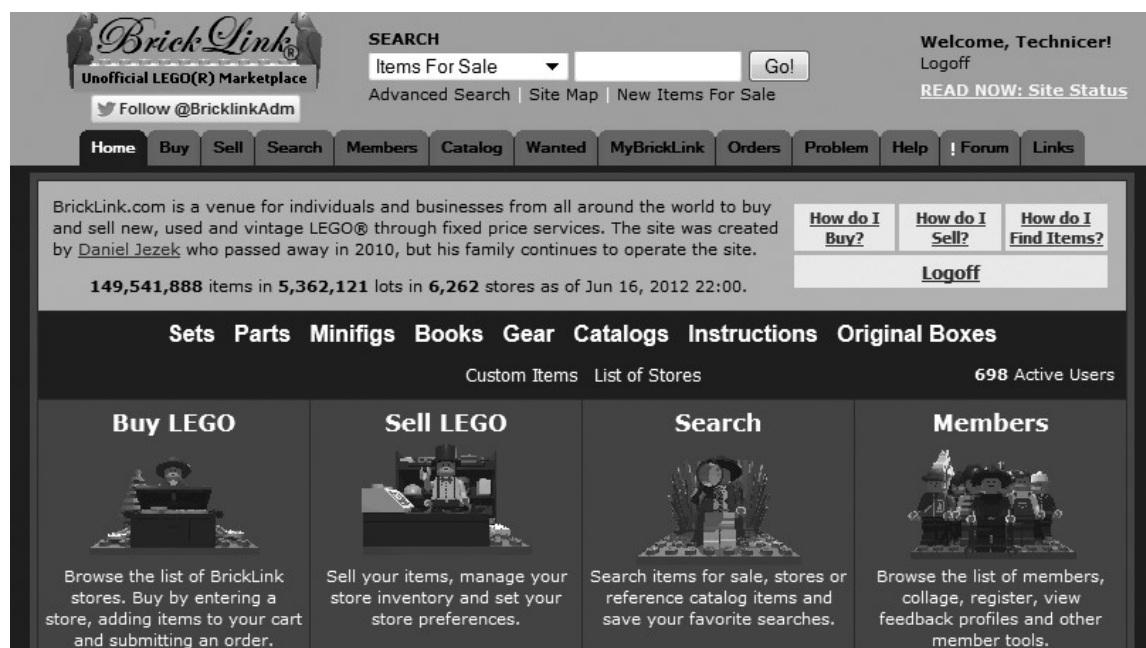 BrickLink®
Unofficial LEGO(R) Marketplace
Follow @BricklinkAdm
SEARCH
Items For Sale
Go!
Advanced Search | Site Map | New Items For Sale
Welcome, Technicer!
Logoff
READ NOW: Site Status
Home Buy Sell Search Members Catalog Wanted MyBrickLink Orders Problem Help ! Forum Links
BrickLink.com is a venue for individuals and businesses from all around the world to buy
and sell new, used and vintage LEGO® through fixed price services. The site was created
by Daniel Jezek who passed away in 2010, but his family continues to operate the site.
149,541,888 items in 5,362,121 lots in 6,262 stores as of Jun 16, 2012 22:00.
How do I
Buy?
How do I
Sell?
How do I
Find Items?
Logoff
Sets Parts Minifigs Books Gear Catalogs Instructions Original Boxes
Custom Items List of Stores
698 Active Users
Buy LEGO
Browse the list of BrickLink
stores. Buy by entering a
store, adding items to your cart
and submitting an order.
Sell LEGO
Sell your items, manage your
store inventory and set your
store preferences.
Search
Search items for sale, stores or
reference catalog items and
save your favorite searches.
Members
Browse the list of members,
collage, register, view
feedback profiles and other
member tools.